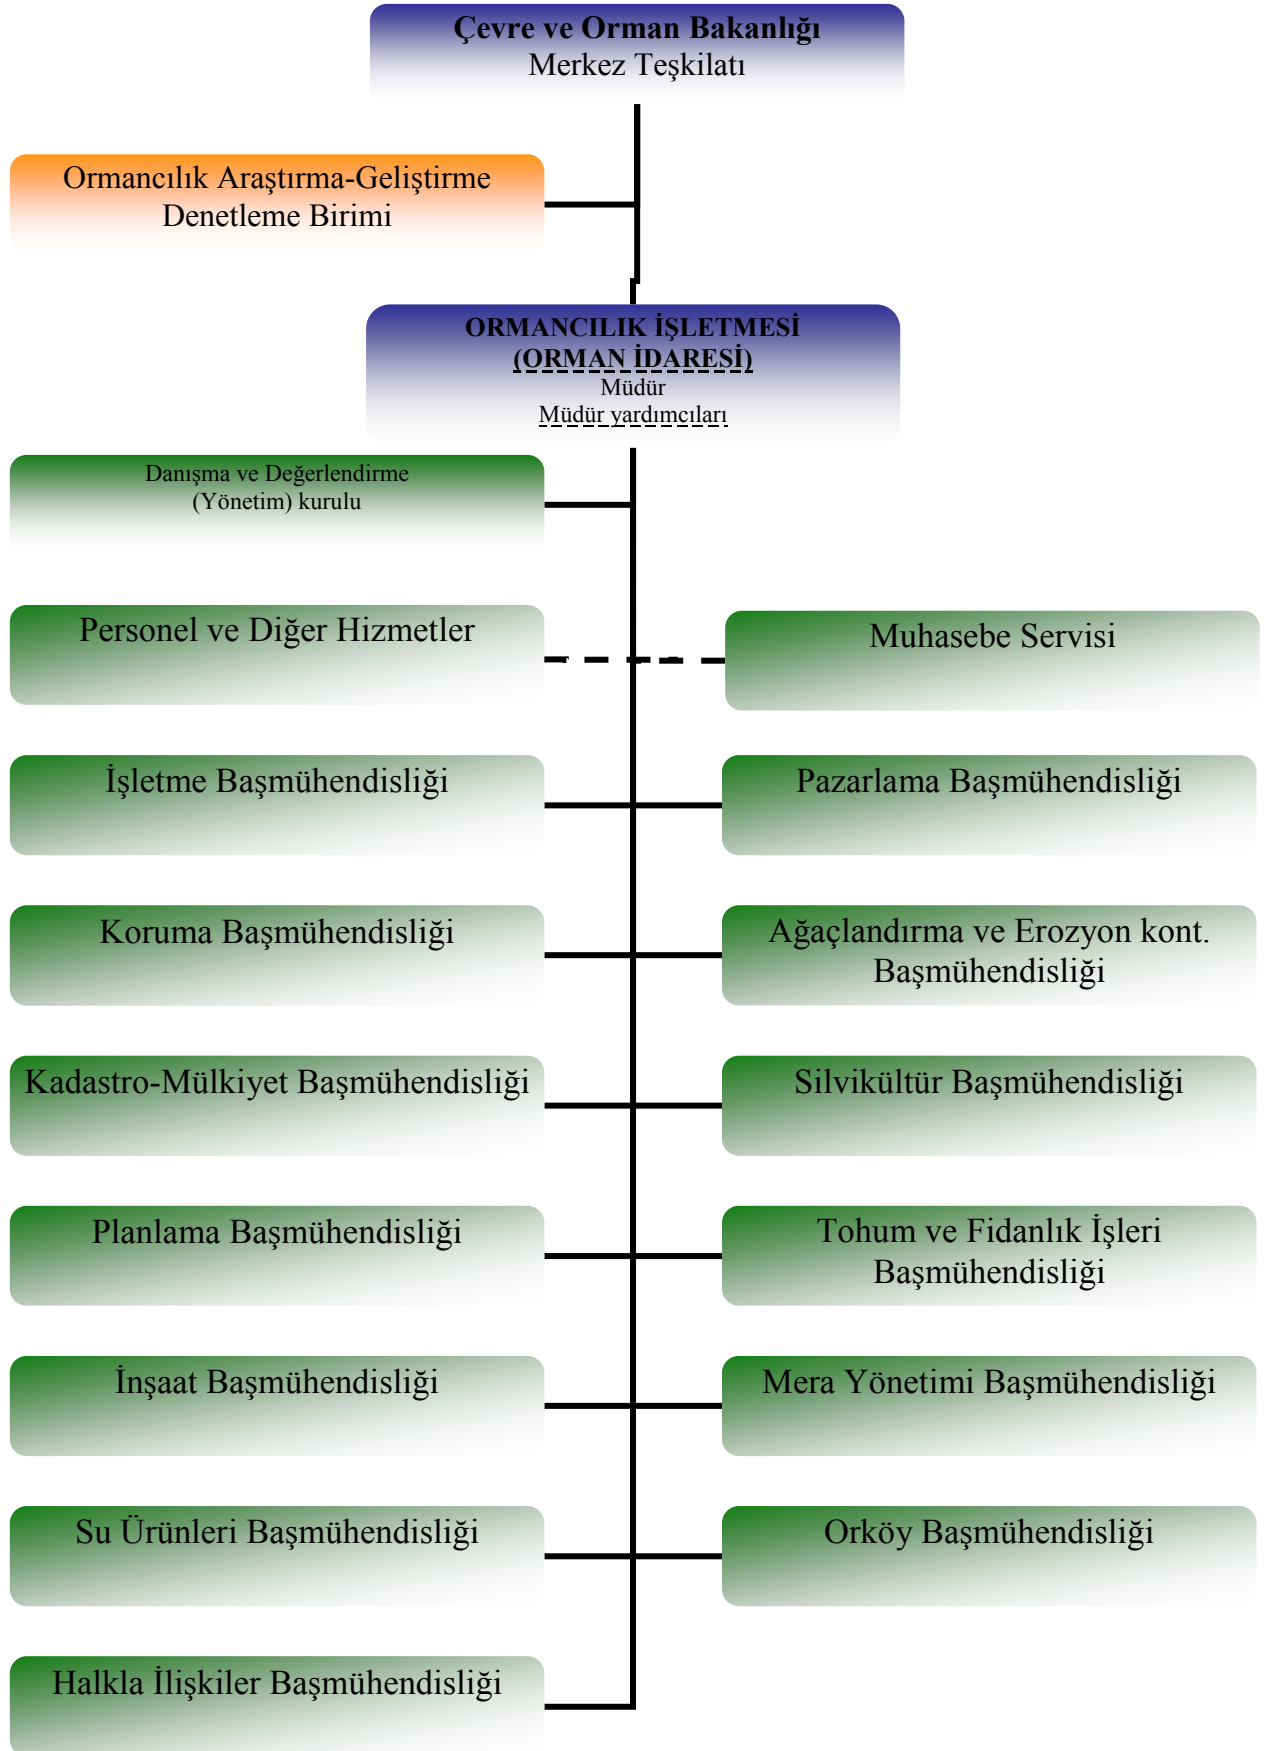 Çevre ve Orman Bakanlığı
Merkez Teşkilatı
Ormancılık Araştırma-Geliştirme
Denetleme Birimi
ORMANCILIK İŞLETMESİ
(ORMAN İDARESİ)
Müdür
Müdür yardımcıları
Danışma ve Değerlendirme
(Yönetim) kurulu
Personel ve Diğer Hizmetler
Muhasebe Servisi
İşletme Başmühendisliği
Pazarlama Başmühendisliği
Koruma Başmühendisliği
Ağaçlandırma ve Erozyon kont.
Başmühendisliği
Kadastro-Mülkiyet Başmühendisliği
Silvikültür Başmühendisliği
Planlama Başmühendisliği
Tohum ve Fidanlık İşleri
Başmühendisliği
İnşaat Başmühendisliği
Mera Yönetimi Başmühendisliği
Su Ürünleri Başmühendisliği
Orköy Başmühendisliği
Halkla İlişkiler Başmühendisliği